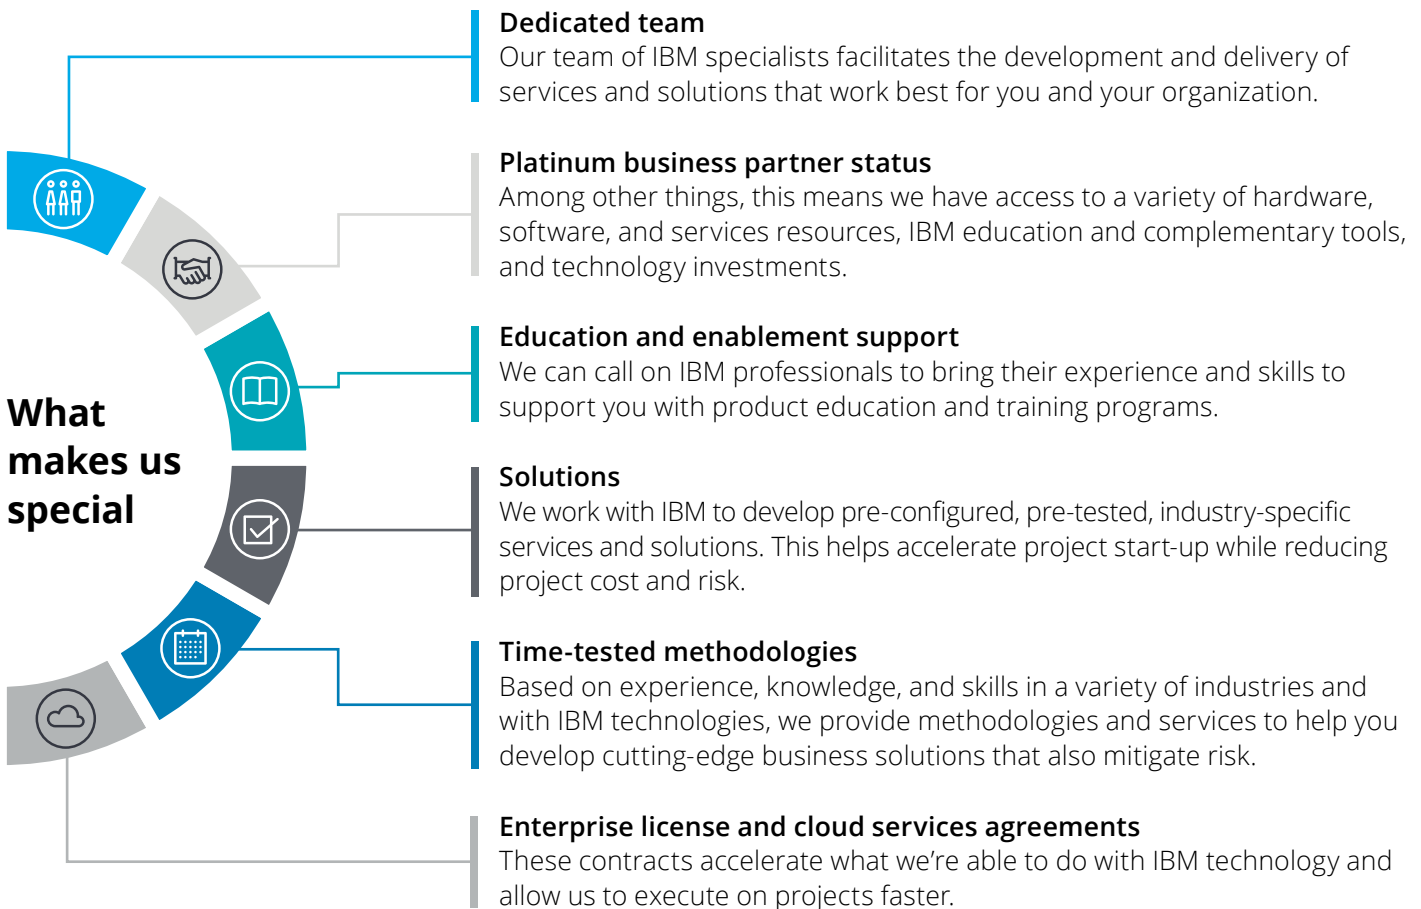 What
makes us
special
Dedicated team
Our team of IBM specialists facilitates the development and delivery of
services and solutions that work best for you and your organization.
Platinum business partner status
Among other things, this means we have access to a variety of hardware,
software, and services resources, IBM education and complementary tools,
and technology investments.
Education and enablement support
We can call on IBM professionals to bring their experience and skills to
support you with product education and training programs.
Solutions
We work with IBM to develop pre-configured, pre-tested, industry-specific
services and solutions. This helps accelerate project start-up while reducing
project cost and risk.
Time-tested methodologies
Based on experience, knowledge, and skills in a variety of industries and
with IBM technologies, we provide methodologies and services to help you
develop cutting-edge business solutions that also mitigate risk.
Enterprise license and cloud services agreements
These contracts accelerate what we’re able to do with IBM technology and
allow us to execute on projects faster.